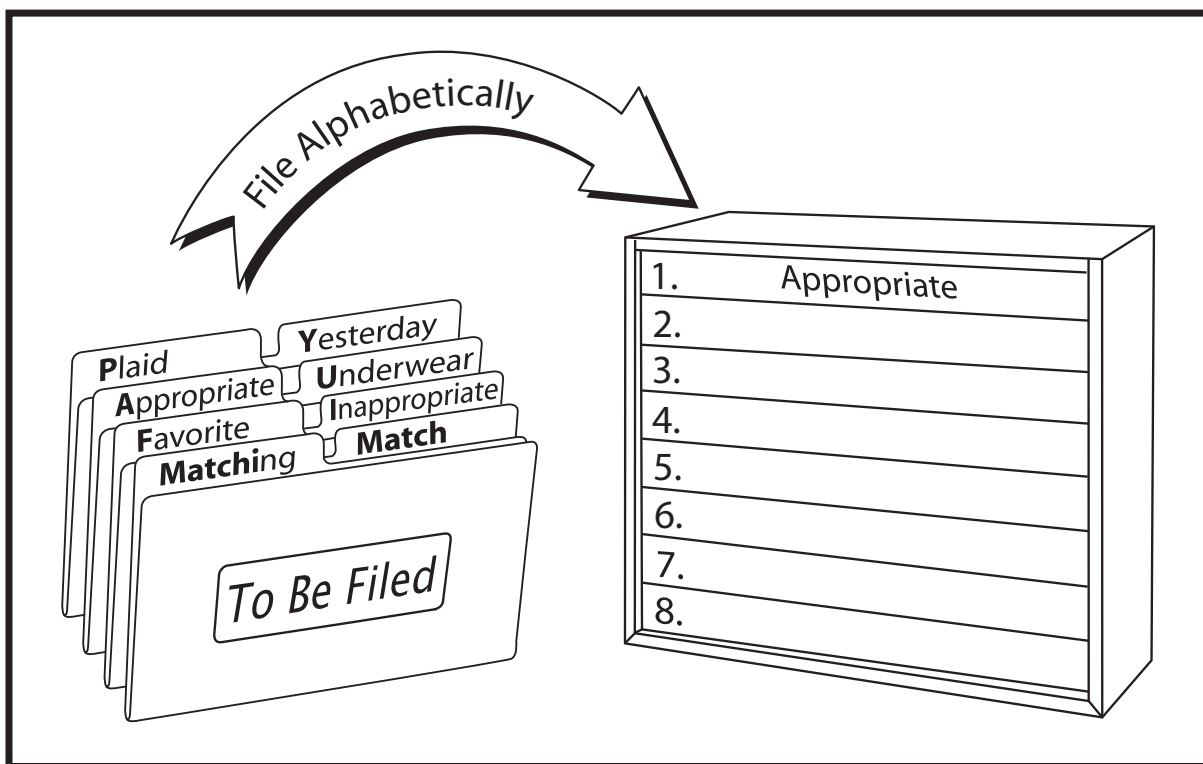 File Alphabetically
Plaid
Yesterday
Appropriate
Underwear
Favorite
Inappropriate
Matching
Match
To Be Filed
1. Appropriate
2.
3.
4.
5.
6.
7.
8.